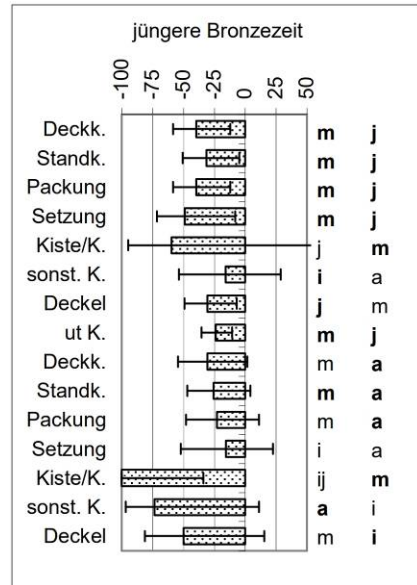 jüngere Bronzezeit
-100 -75 -50 -25 0 25 50
Deckk. m j
Standk. m j
Packung m j
Setzung m j
Kiste/K. j m
sonst. K. i a
Deckel j m
ut K. m j
Deckk. m a
Standk. m a
Packung m a
Setzung i a
Kiste/K. ij m
sonst. K. a i
Deckel m i